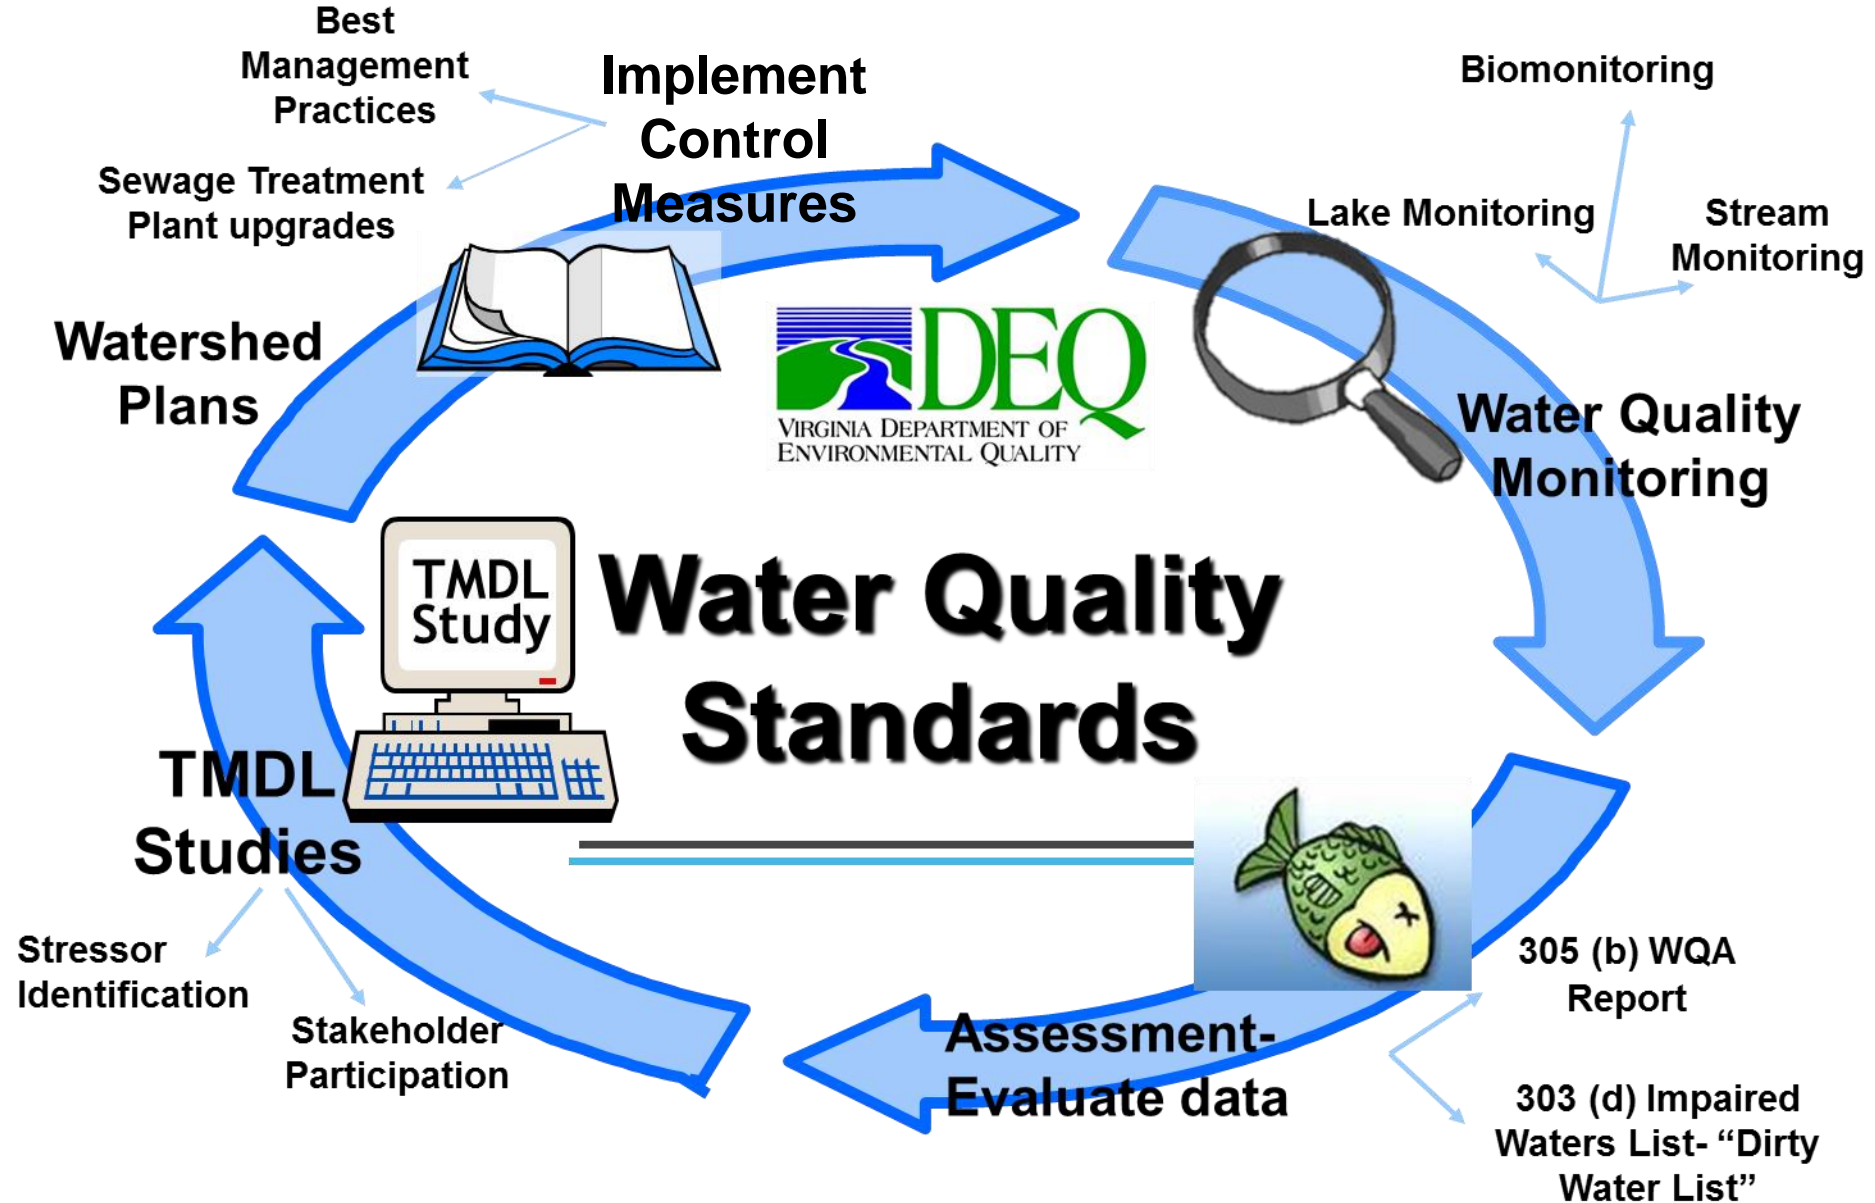 Best
Management
Practices
Implement
Control
Measures
Sewage Treatment
Plant upgrades
Biomonitoring
Lake Monitoring
Stream
Monitoring
Watershed
Plans
DEQ
VIRGINIA DEPARTMENT OF
ENVIRONMENTAL QUALITY
Water Quality
Monitoring
TMDL
Study
Water Quality
Standards
TMDL
Studies
Stressor
Identification
Stakeholder
Participation
Assessment-
Evaluate data
305 (b) WQA
Report
303 (d) Impaired
Waters List- “Dirty
Water List”